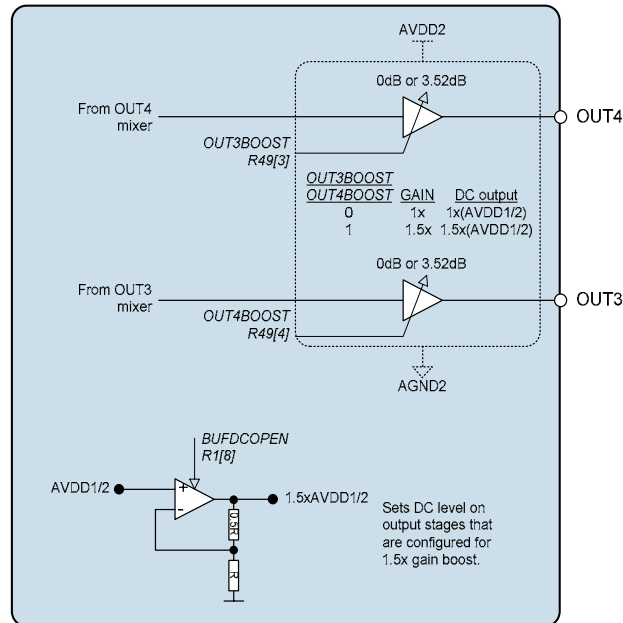 AVDD2
0dB or 3.52dB
From OUT4
mixer
OUT4
OUT3BOOST
R49[3]
OUT3BOOST
OUT4BOOST GAIN DC output
0 1x 1x(AVDD1/2)
1 1.5x 1.5x(AVDD1/2)
0dB or 3.52dB
From OUT3
mixer
OUT3
OUT4BOOST
R49[4]
AGND2
BUFDCOPEN
R1[8]
AVDD1/2
+
-
1.5xAVDD1/2
0.5R
R
Sets DC level on
output stages that
are configured for
1.5x gain boost.